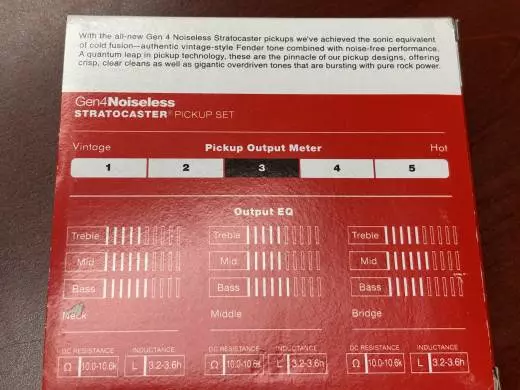 With the all-new Gen 4 Noiseless Stratocaster pickups we've achieved the sonic equivalent
of cold fusion—authentic vintage-style Fender tone combined with noise-free performance.
A quantum leap in pickup technology, these are the pinnacle of our pickup designs, offering
crisp, clear cleans as well as gigantic overdriven tones that are bursting with pure rock power.
Gen4Noiseless
STRATOCASTER® PICKUP SET
Vintage Pickup Output Meter Hot
1 2 3 4 5
Output EQ
Treble Treble Treble
Mid Mid Mid
Bass Bass Bass
Neck Middle Bridge
DC RESISTANCE INDUCTANCE DC RESISTANCE INDUCTANCE DC RESISTANCE INDUCTANCE
Ω 10.0-10.6k L 3.2-3.6h Ω 10.0-10.6k L 3.2-3.6h Ω 10.0-10.6k L 3.2-3.6h